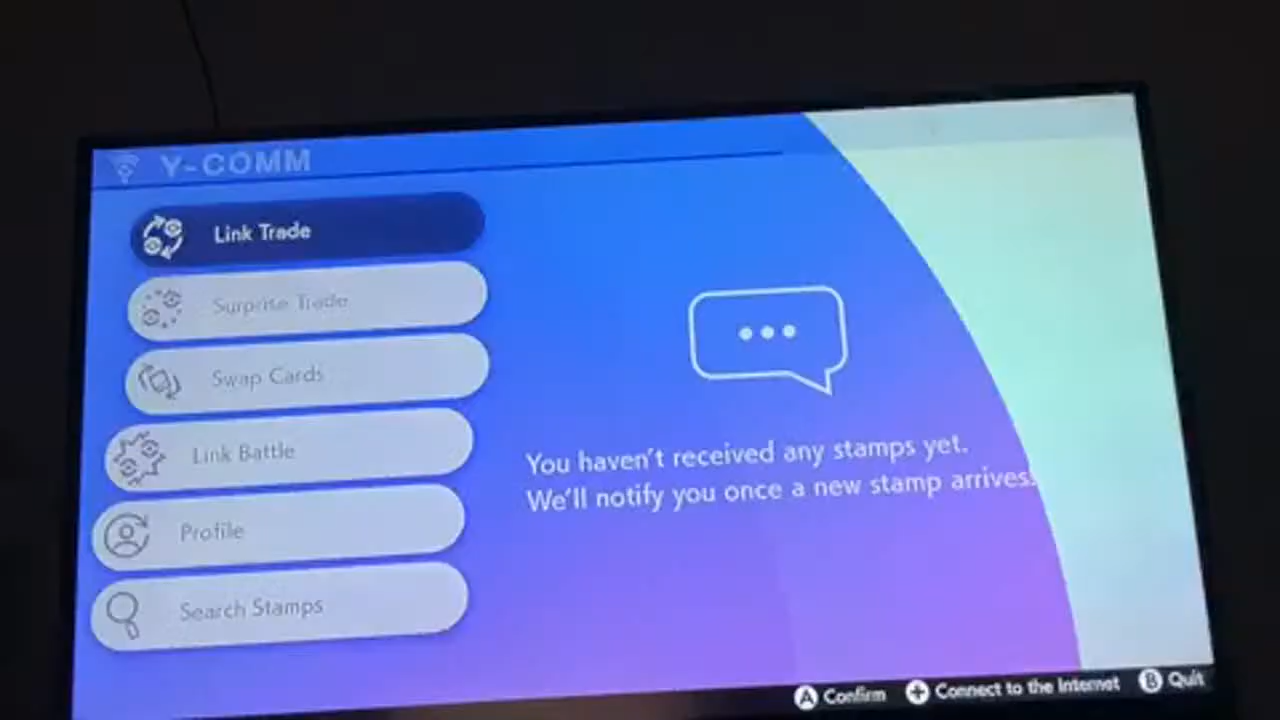 Y-COMM
Link Trade
Surprise Trade
Swap Cards
Link Battle
Profile
Search Stamps
You haven't received any stamps yet.
We'll notify you once a new stamp arrives!
A Confirm + Connect to the Internet B Quit